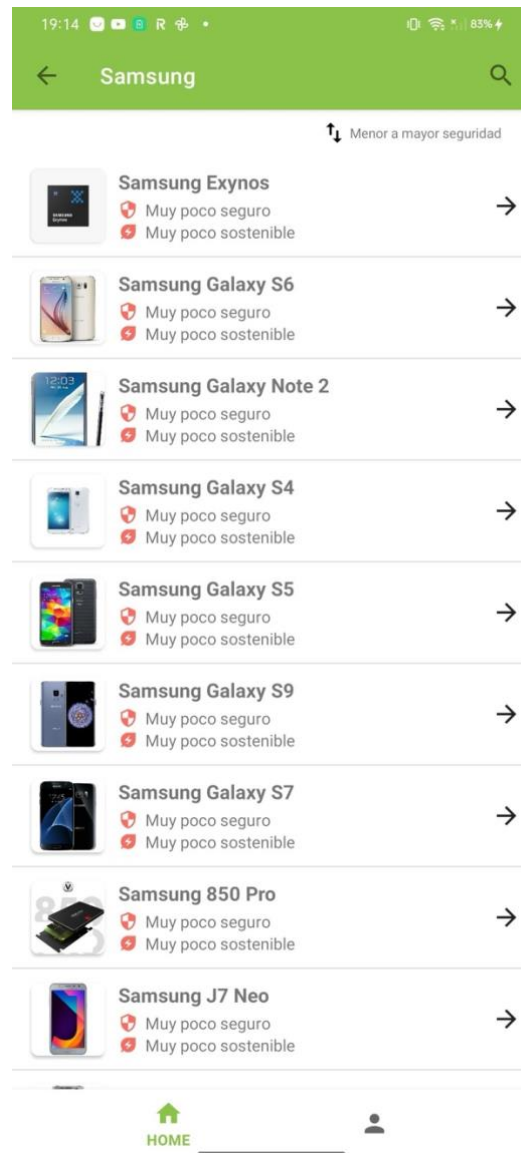 19:14 R 83%
Samsung
Menor a mayor seguridad
Samsung Exynos
Muy poco seguro
Muy poco sostenible
Samsung Galaxy S6
Muy poco seguro
Muy poco sostenible
12:03
Samsung Galaxy Note 2
Muy poco seguro
Muy poco sostenible
Samsung Galaxy S4
Muy poco seguro
Muy poco sostenible
Samsung Galaxy S5
Muy poco seguro
Muy poco sostenible
Samsung Galaxy S9
Muy poco seguro
Muy poco sostenible
Samsung Galaxy S7
Muy poco seguro
Muy poco sostenible
850
Samsung 850 Pro
Muy poco seguro
Muy poco sostenible
Samsung J7 Neo
Muy poco seguro
Muy poco sostenible
HOME